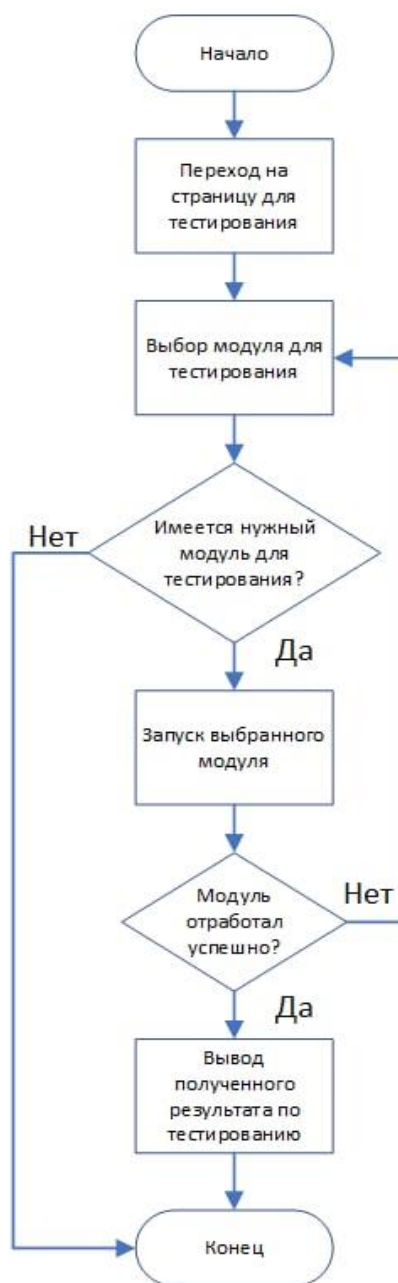 Начало
Переход на
страницу для
тестирования
Выбор модуля для
тестирования
Нет
Имеется нужный
модуль для
тестирования?
Да
Запуск выбранного
модуля
Модуль
отработал
успешно?
Нет
Да
Вывод
полученного
результата по
тестированию
Конец